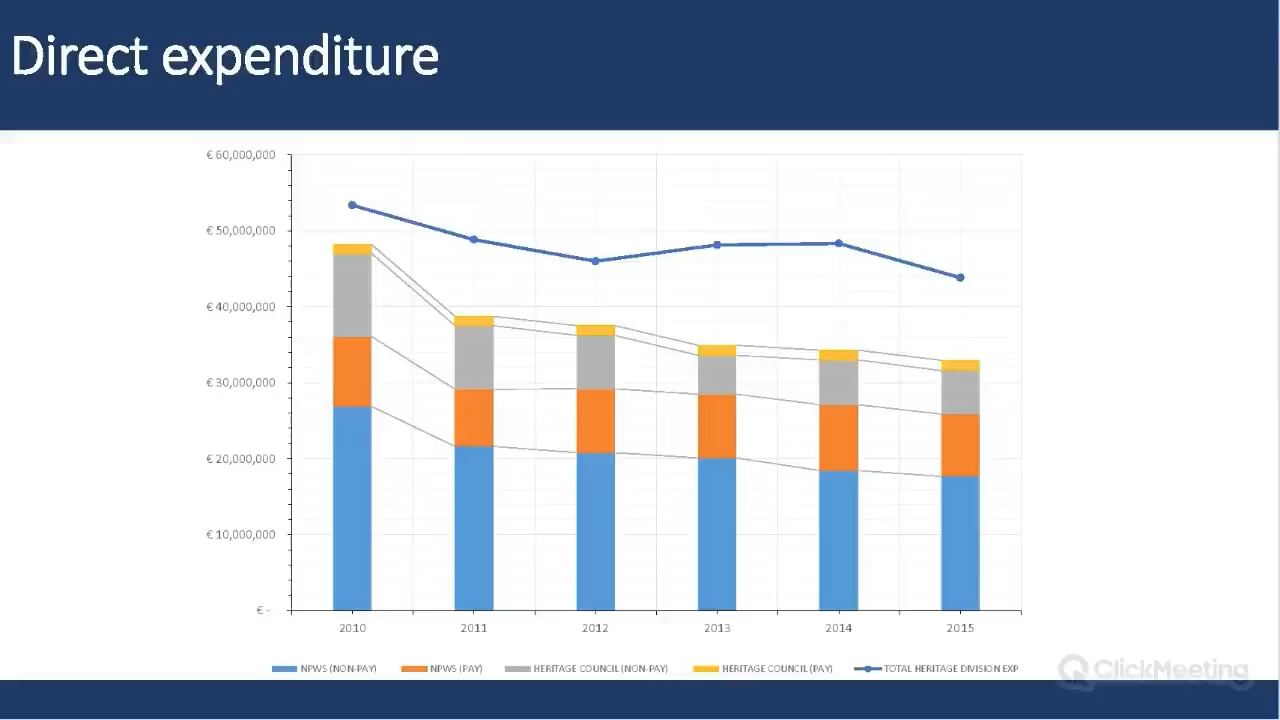 Direct expenditure
€ 60,000,000
€ 50,000,000
€ 40,000,000
€ 30,000,000
€ 20,000,000
€ 10,000,000
€ -
2010 2011 2012 2013 2014 2015
NPWS (NON-PAY) NPWS (PAY) HERITAGE COUNCIL (NON-PAY) HERITAGE COUNCIL (PAY) TOTAL HERITAGE DIVISION EXP
ClickMeeting